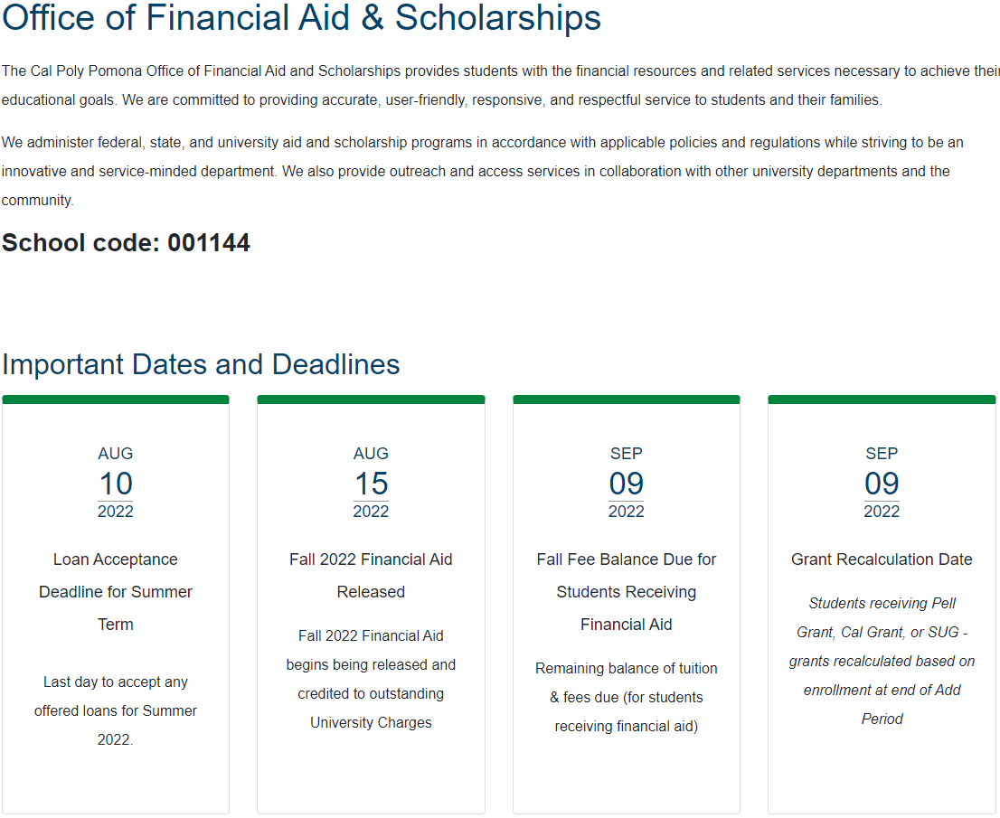 Office of Financial Aid & Scholarships
The Cal Poly Pomona Office of Financial Aid and Scholarships provides students with the financial resources and related services necessary to achieve their
educational goals. We are committed to providing accurate, user-friendly, responsive, and respectful service to students and their families.
We administer federal, state, and university aid and scholarship programs in accordance with applicable policies and regulations while striving to be an
innovative and service-minded department. We also provide outreach and access services in collaboration with other university departments and the
community.
School code: 001144
Important Dates and Deadlines
AUG
10
2022
Loan Acceptance
Deadline for Summer
Term
Last day to accept any
offered loans for Summer
2022.
AUG
15
2022
Fall 2022 Financial Aid
Released
Fall 2022 Financial Aid
begins being released and
credited to outstanding
University Charges
SEP
09
2022
Fall Fee Balance Due for
Students Receiving
Financial Aid
Remaining balance of tuition
& fees due (for students
receiving financial aid)
SEP
09
2022
Grant Recalculation Date
Students receiving Pell
Grant, Cal Grant, or SUG -
grants recalculated based on
enrollment at end of Add
Period